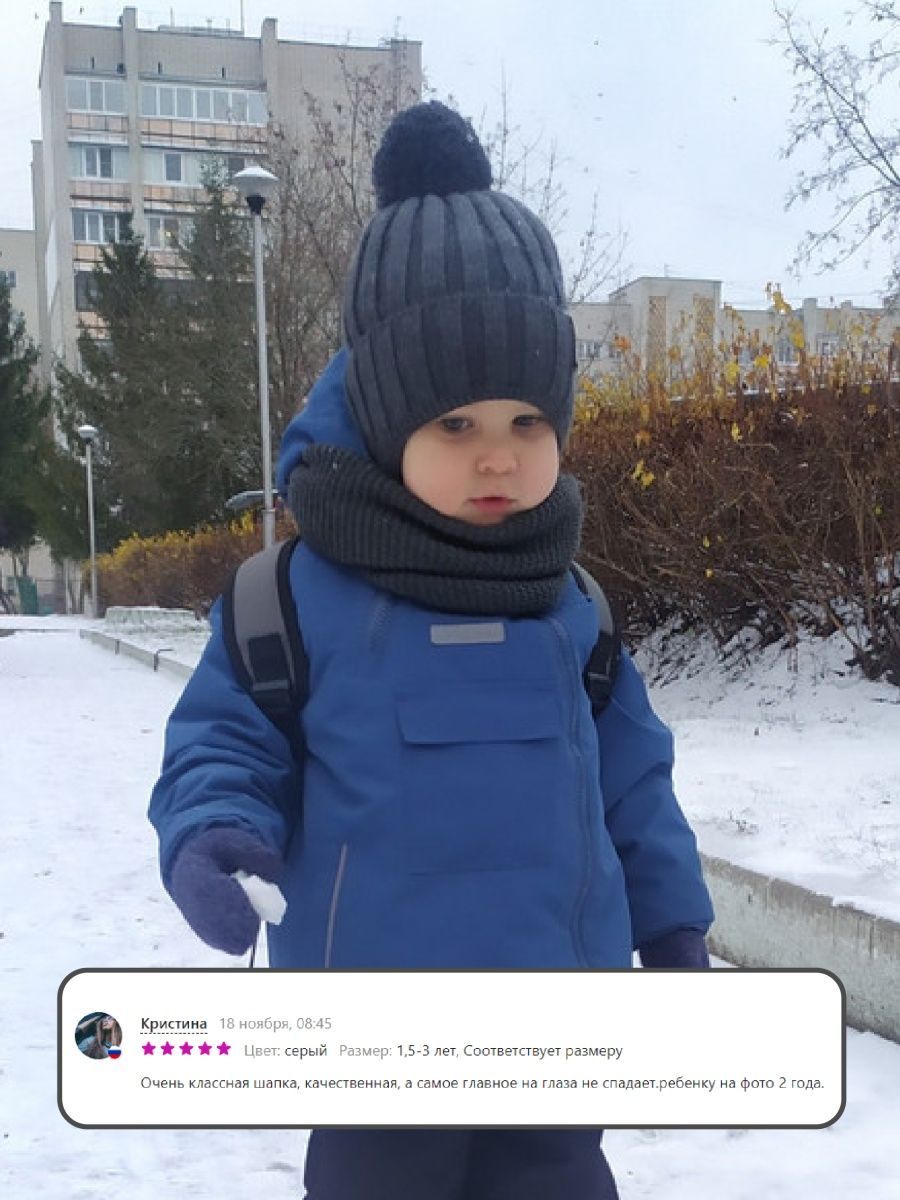 Кристина 18 ноября, 08:45
Цвет: серый Размер: 1,5-3 лет, Соответствует размеру
Очень классная шапка, качественная, а самое главное на глаза не спадает.ребенку на фото 2 года.